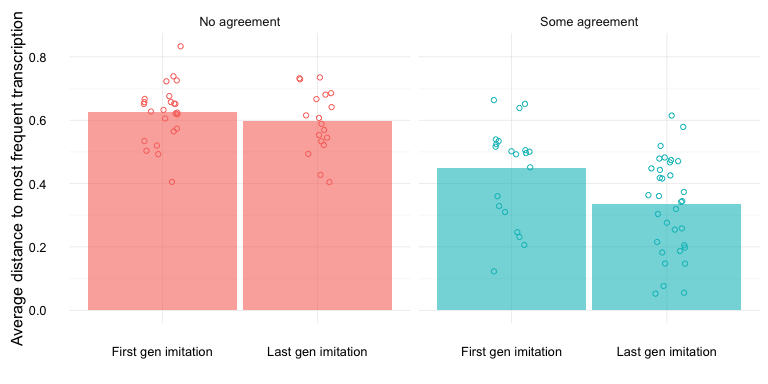 Average distance to most frequent transcription
No agreement
Some agreement
0.8
0.6
0.4
0.2
0.0
First gen imitation
Last gen imitation
First gen imitation
Last gen imitation